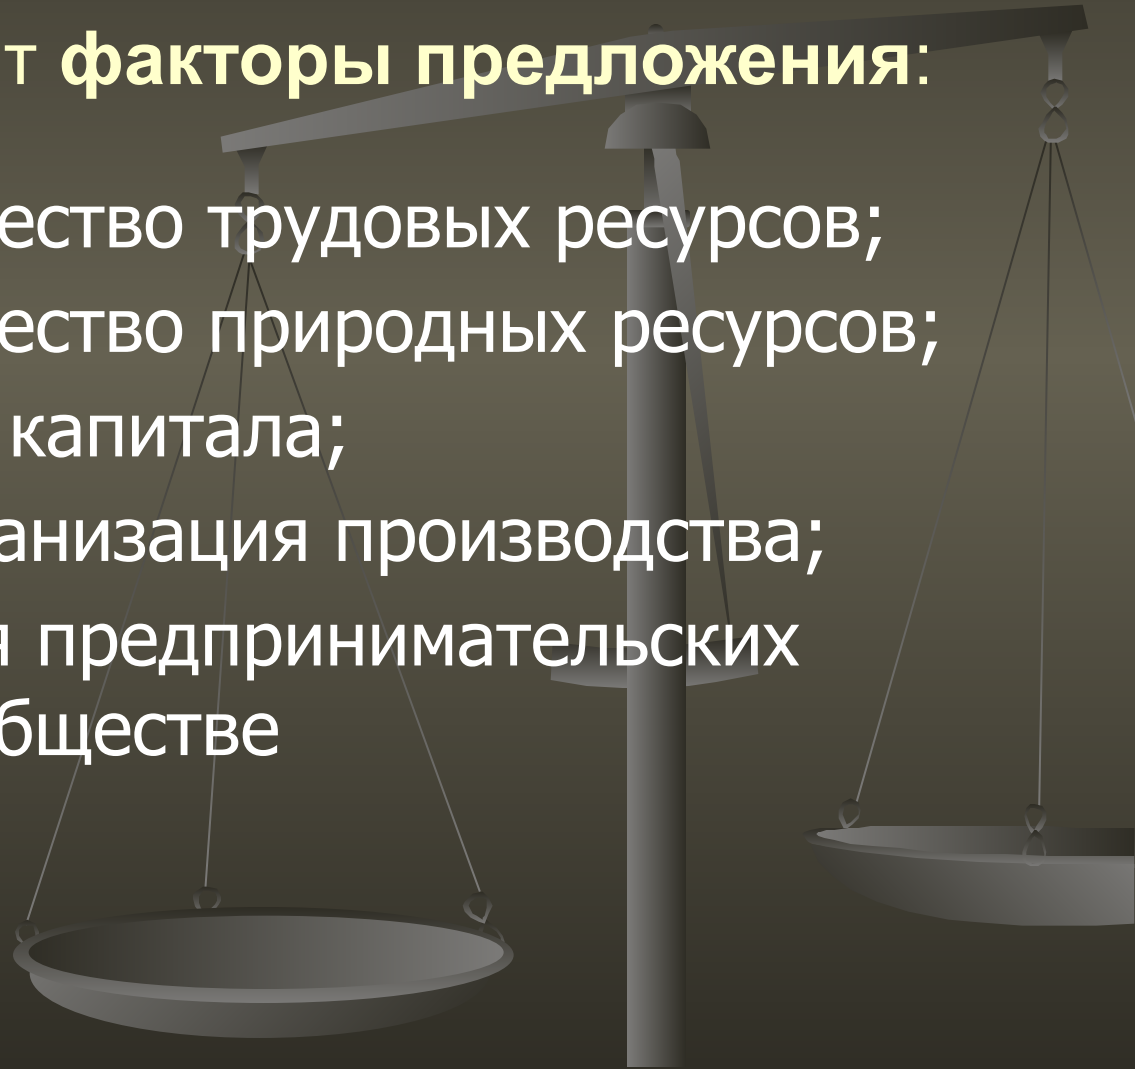 т факторы предложения:
ество трудовых ресурсов;
ество природных ресурсов;
капитала;
анизация производства;
я предпринимательских
бществе